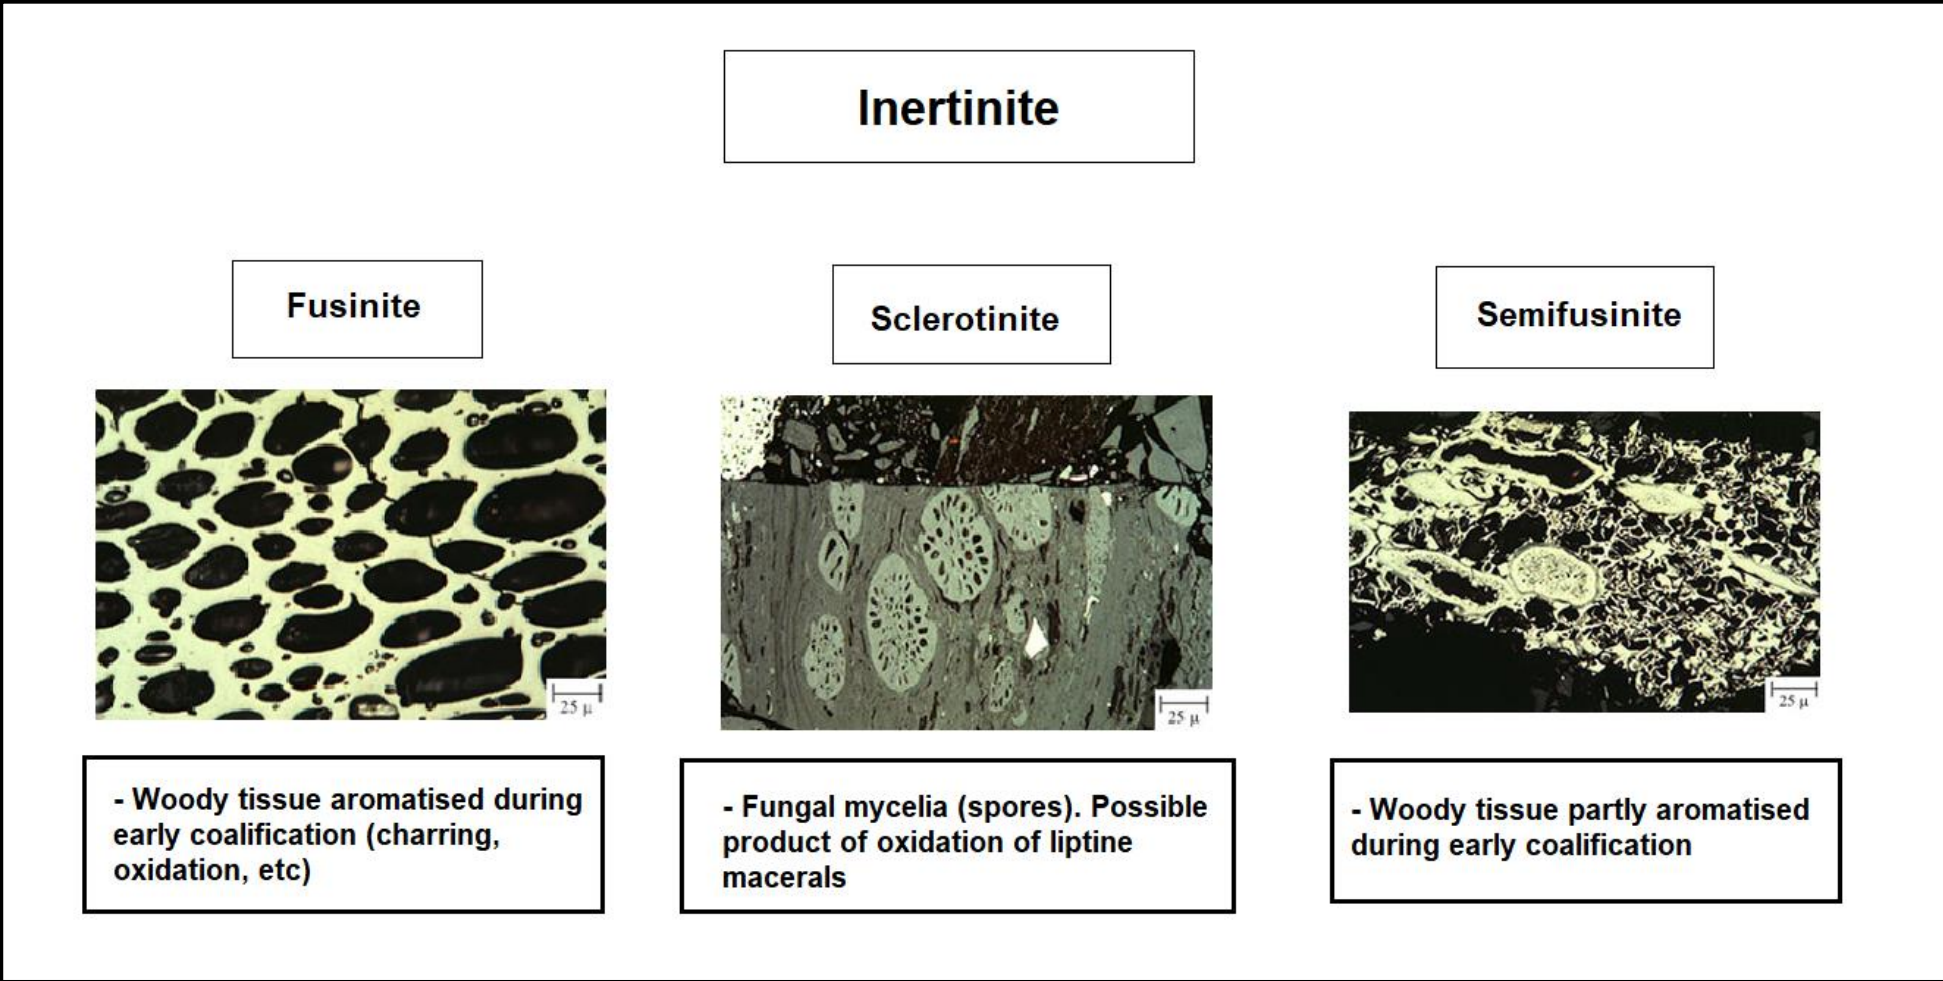 Inertinite
Fusinite
Sclerotinite
Semifusinite
25 µ
25 µ
25 µ
- Woody tissue aromatised during
early coalification (charring,
oxidation, etc)
- Fungal mycelia (spores). Possible
product of oxidation of liptine
macerals
- Woody tissue partly aromatised
during early coalification